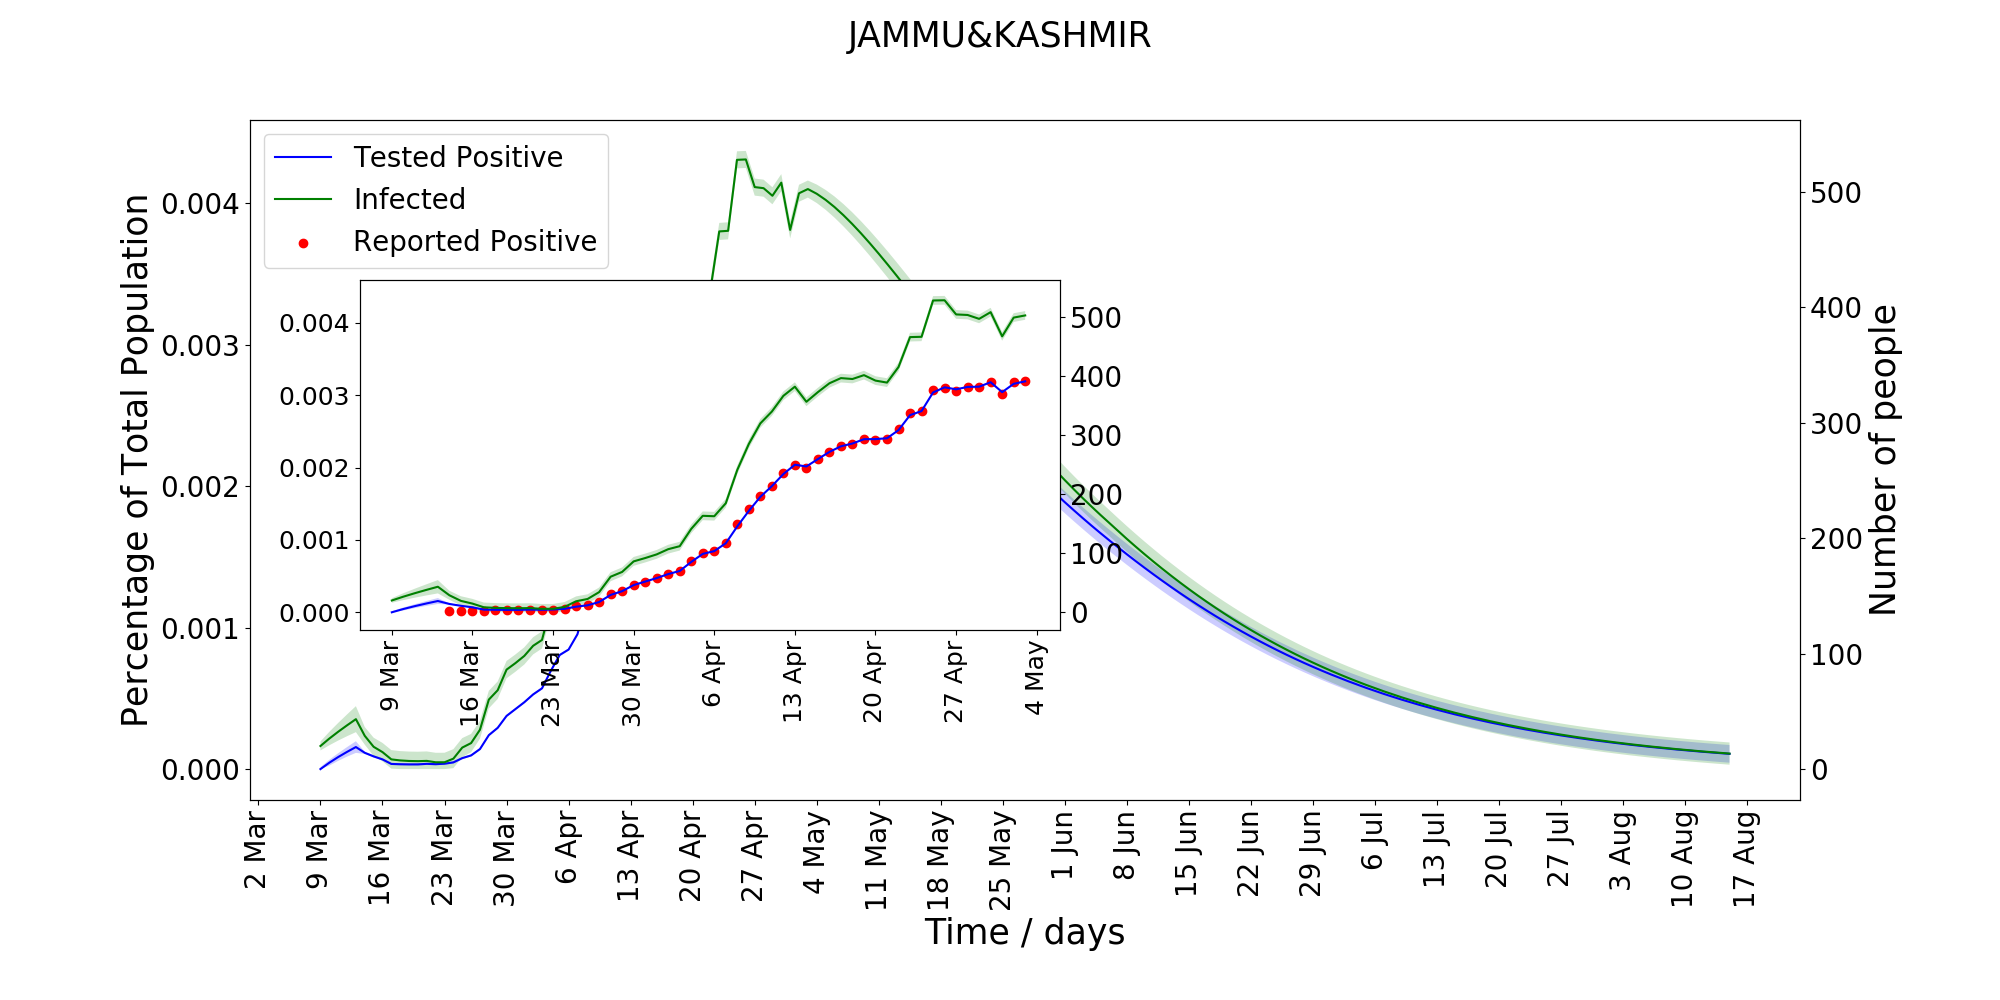 JAMMU&KASHMIR
Tested Positive
Infected
Reported Positive
Percentage of Total Population
0.004
0.003
0.002
0.001
0.000
500
400
300
200
100
0
Number of people
0.004
0.003
0.002
0.001
0.000
500
400
300
200
100
0
9 Mar
16 Mar
23 Mar
30 Mar
6 Apr
13 Apr
20 Apr
27 Apr
4 May
2 Mar
9 Mar
16 Mar
23 Mar
30 Mar
6 Apr
13 Apr
20 Apr
27 Apr
4 May
11 May
18 May
25 May
1 Jun
8 Jun
15 Jun
22 Jun
29 Jun
6 Jul
13 Jul
20 Jul
27 Jul
3 Aug
10 Aug
17 Aug
Time / days